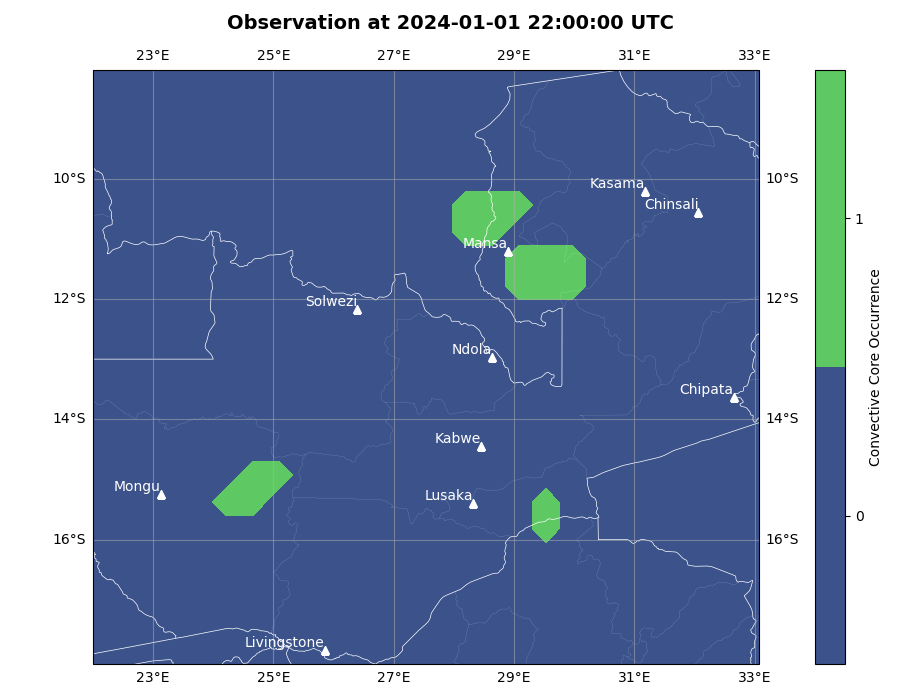 Observation at 2024-01-01 22:00:00 UTC
23°E 25°E 27°E 29°E 31°E 33°E
10°S 10°S
Kasama
Chinsali
1
Mansa
12°S 12°S
Solwezi
Ndola
Chipata
14°S 14°S
Kabwe
Mongu
Lusaka
0
16°S 16°S
Livingstone
23°E 25°E 27°E 29°E 31°E 33°E
Convective Core Occurrence